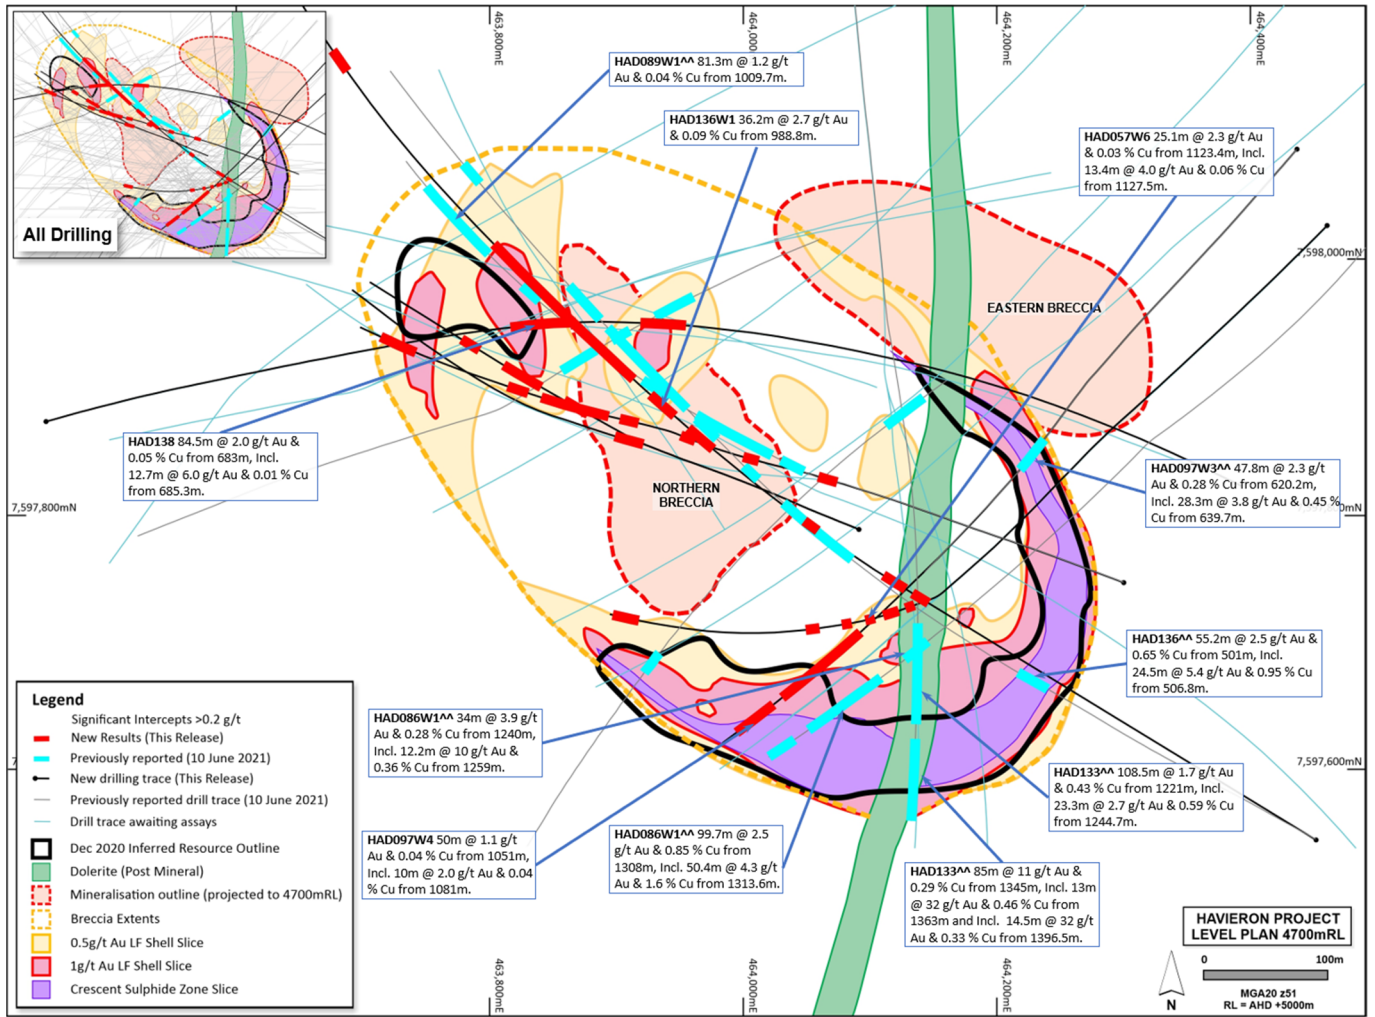 463,800mE
464,000mE
464,200mE
464,400mE
All Drilling
HAD089W1^^ 81.3m @ 1.2 g/t
Au & 0.04 % Cu from 1009.7m.
HAD136W1 36.2m @ 2.7 g/t Au
& 0.09 % Cu from 988.8m.
HAD057W6 25.1m @ 2.3 g/t Au
& 0.03 % Cu from 1123.4m, Incl.
13.4m @ 4.0 g/t Au & 0.06 % Cu
from 1127.5m.
7,598,000mN
EASTERN BRECCIA
HAD138 84.5m @ 2.0 g/t Au &
0.05 % Cu from 683m, Incl.
12.7m @ 6.0 g/t Au & 0.01 % Cu
from 685.3m.
HAD097W3^^ 47.8m @ 2.3 g/t
Au & 0.28 % Cu from 620.2m,
Incl. 28.3m @ 3.8 g/t Au & 0.45 %
Cu from 639.7m.
NORTHERN
BRECCIA
7,597,800mN
HAD136^^ 55.2m @ 2.5 g/t Au &
0.65 % Cu from 501m, Incl.
24.5m @ 5.4 g/t Au & 0.95 % Cu
from 506.8m.
Legend
Significant Intercepts >0.2 g/t
New Results (This Release)
Previously reported (10 June 2021)
New drilling trace (This Release)
Previously reported drill trace (10 June 2021)
Drill trace awaiting assays
Dec 2020 Inferred Resource Outline
Dolerite (Post Mineral)
Mineralisation outline (projected to 4700mRL)
Breccia Extents
0.5g/t Au LF Shell Slice
1g/t Au LF Shell Slice
Crescent Sulphide Zone Slice
HAD086W1^^ 34m @ 3.9 g/t
Au & 0.28 % Cu from 1240m,
Incl. 12.2m @ 10 g/t Au &
0.36 % Cu from 1259m.
7,597,600mN
HAD133^^ 108.5m @ 1.7 g/t Au
& 0.43 % Cu from 1221m, Incl.
23.3m @ 2.7 g/t Au & 0.59 % Cu
from 1244.7m.
HAD097W4 50m @ 1.1 g/t
Au & 0.04 % Cu from 1051m,
Incl. 10m @ 2.0 g/t Au & 0.04
% Cu from 1081m.
HAD086W1^^ 99.7m @ 2.5
g/t Au & 0.85 % Cu from
1308m, Incl. 50.4m @ 4.3 g/t
Au & 1.6 % Cu from 1313.6m.
HAD133^^ 85m @ 11 g/t Au &
0.29 % Cu from 1345m, Incl. 13m
@ 32 g/t Au & 0.46 % Cu from
1363m and Incl. 14.5m @ 32 g/t
Au & 0.33 % Cu from 1396.5m.
HAVIERON PROJECT
LEVEL PLAN 4700mRL
0 100m
MGA20 z51
RL = AHD +5000m
N
463,800mE
464,000mE
464,200mE